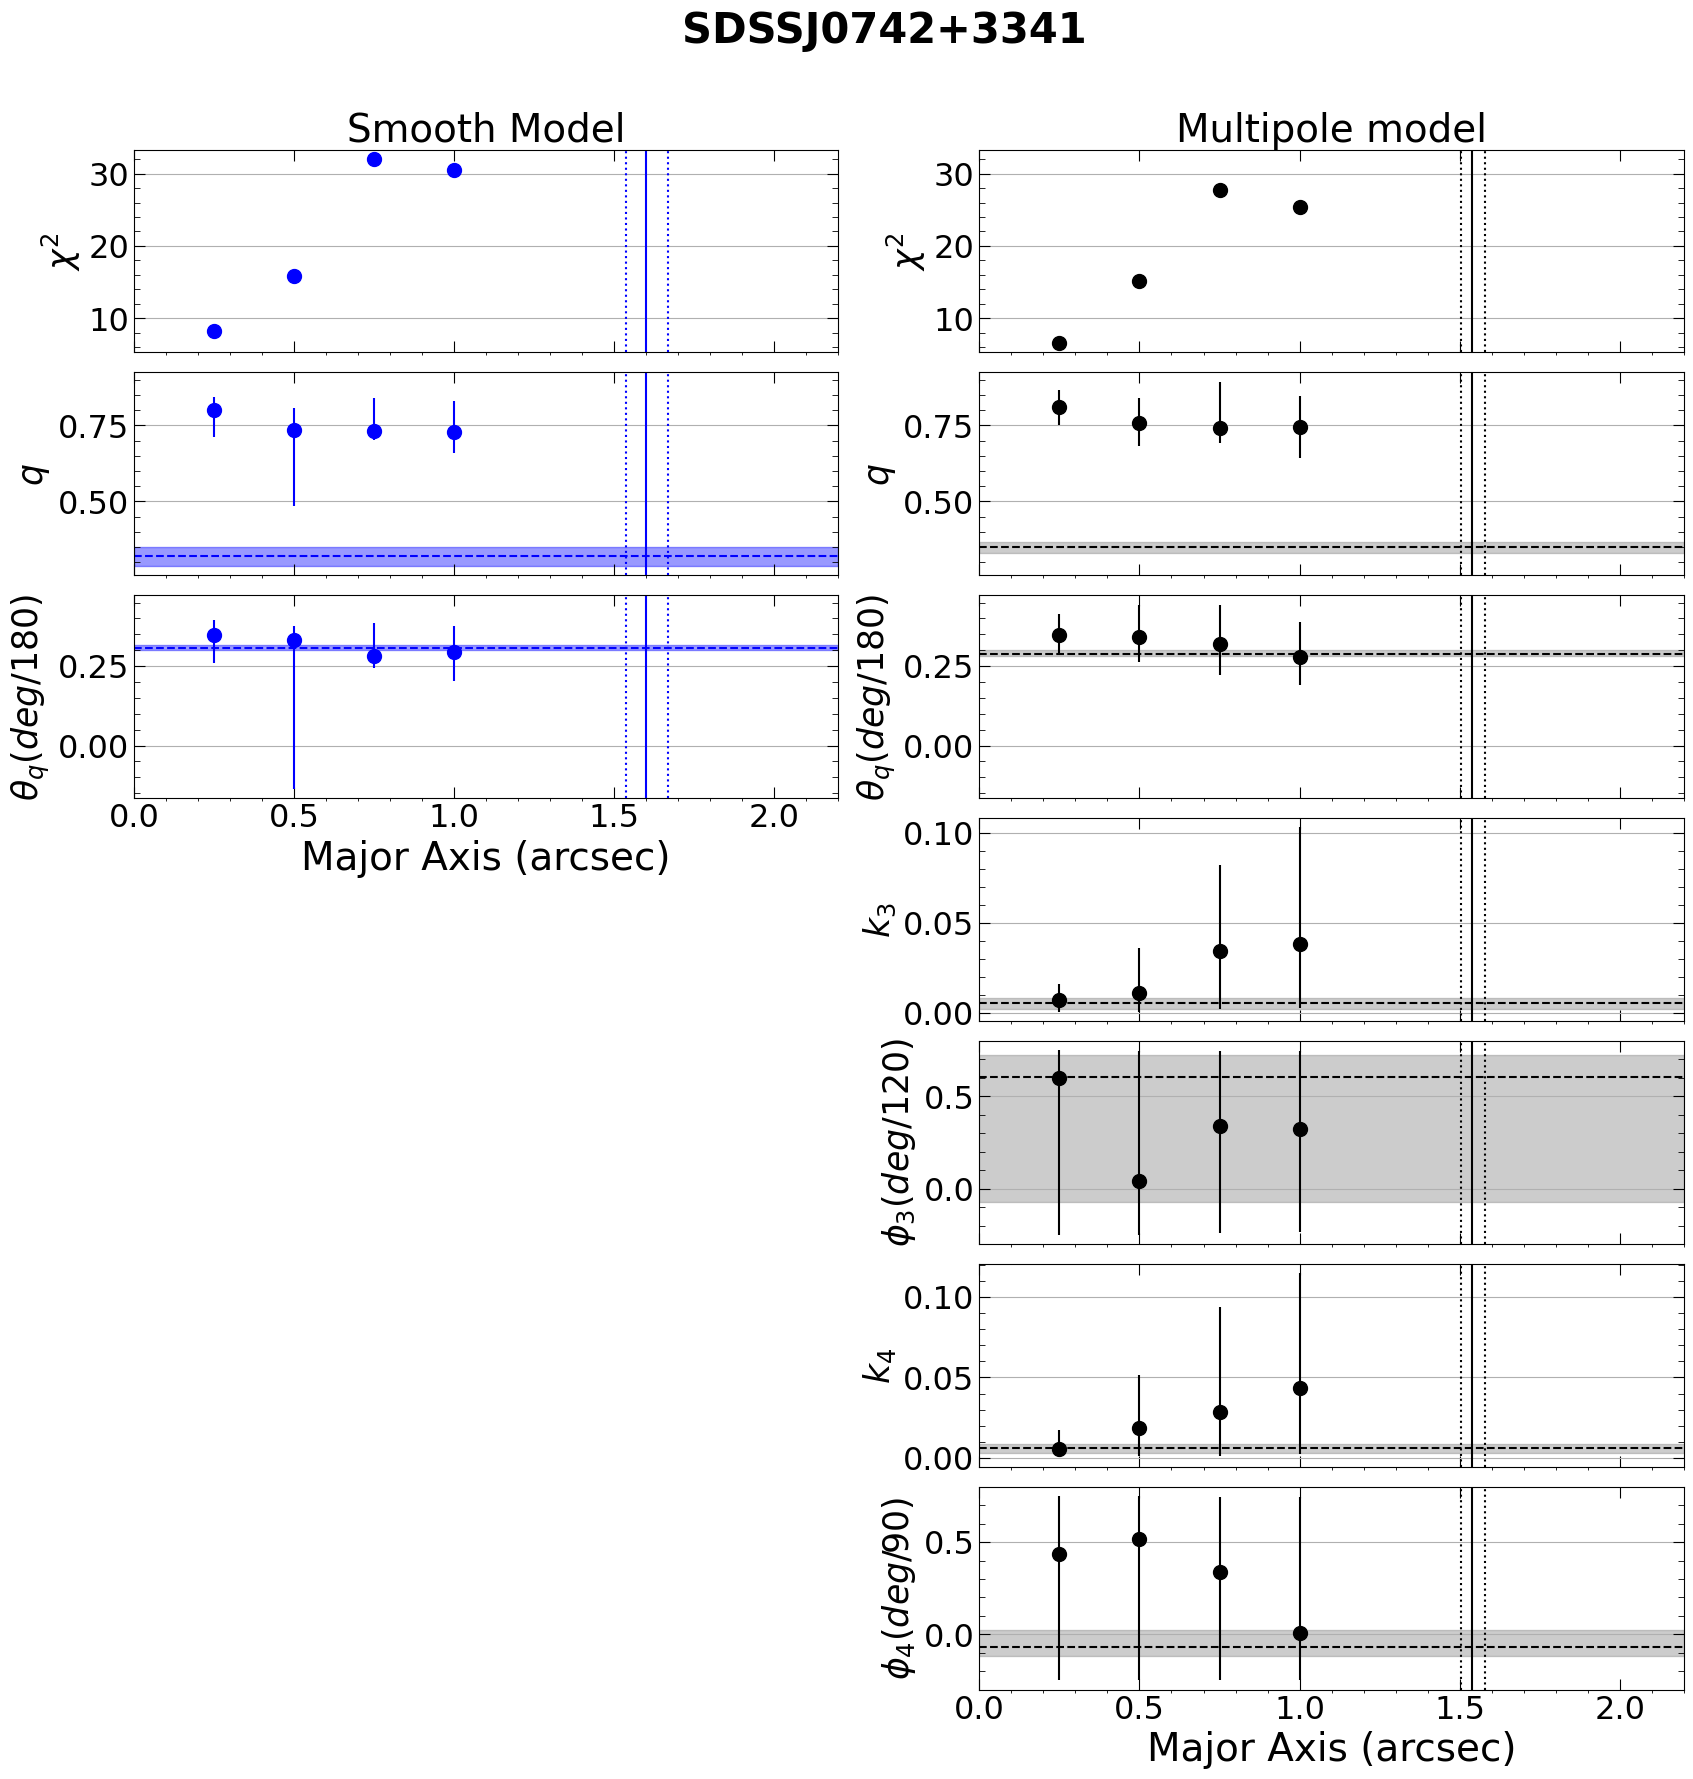 SDSSJ0742+3341
Smooth Model
Multipole model
χ²
30
20
10
χ²
30
20
10
q
0.75
0.50
q
0.75
0.50
θ_q(deg/180)
0.25
0.00
θ_q(deg/180)
0.25
0.00
0.0 0.5 1.0 1.5 2.0
Major Axis (arcsec)
k₃
0.10
0.05
0.00
ϕ₃(deg/120)
0.5
0.0
k₄
0.10
0.05
0.00
ϕ₄(deg/90)
0.5
0.0
0.0 0.5 1.0 1.5 2.0
Major Axis (arcsec)